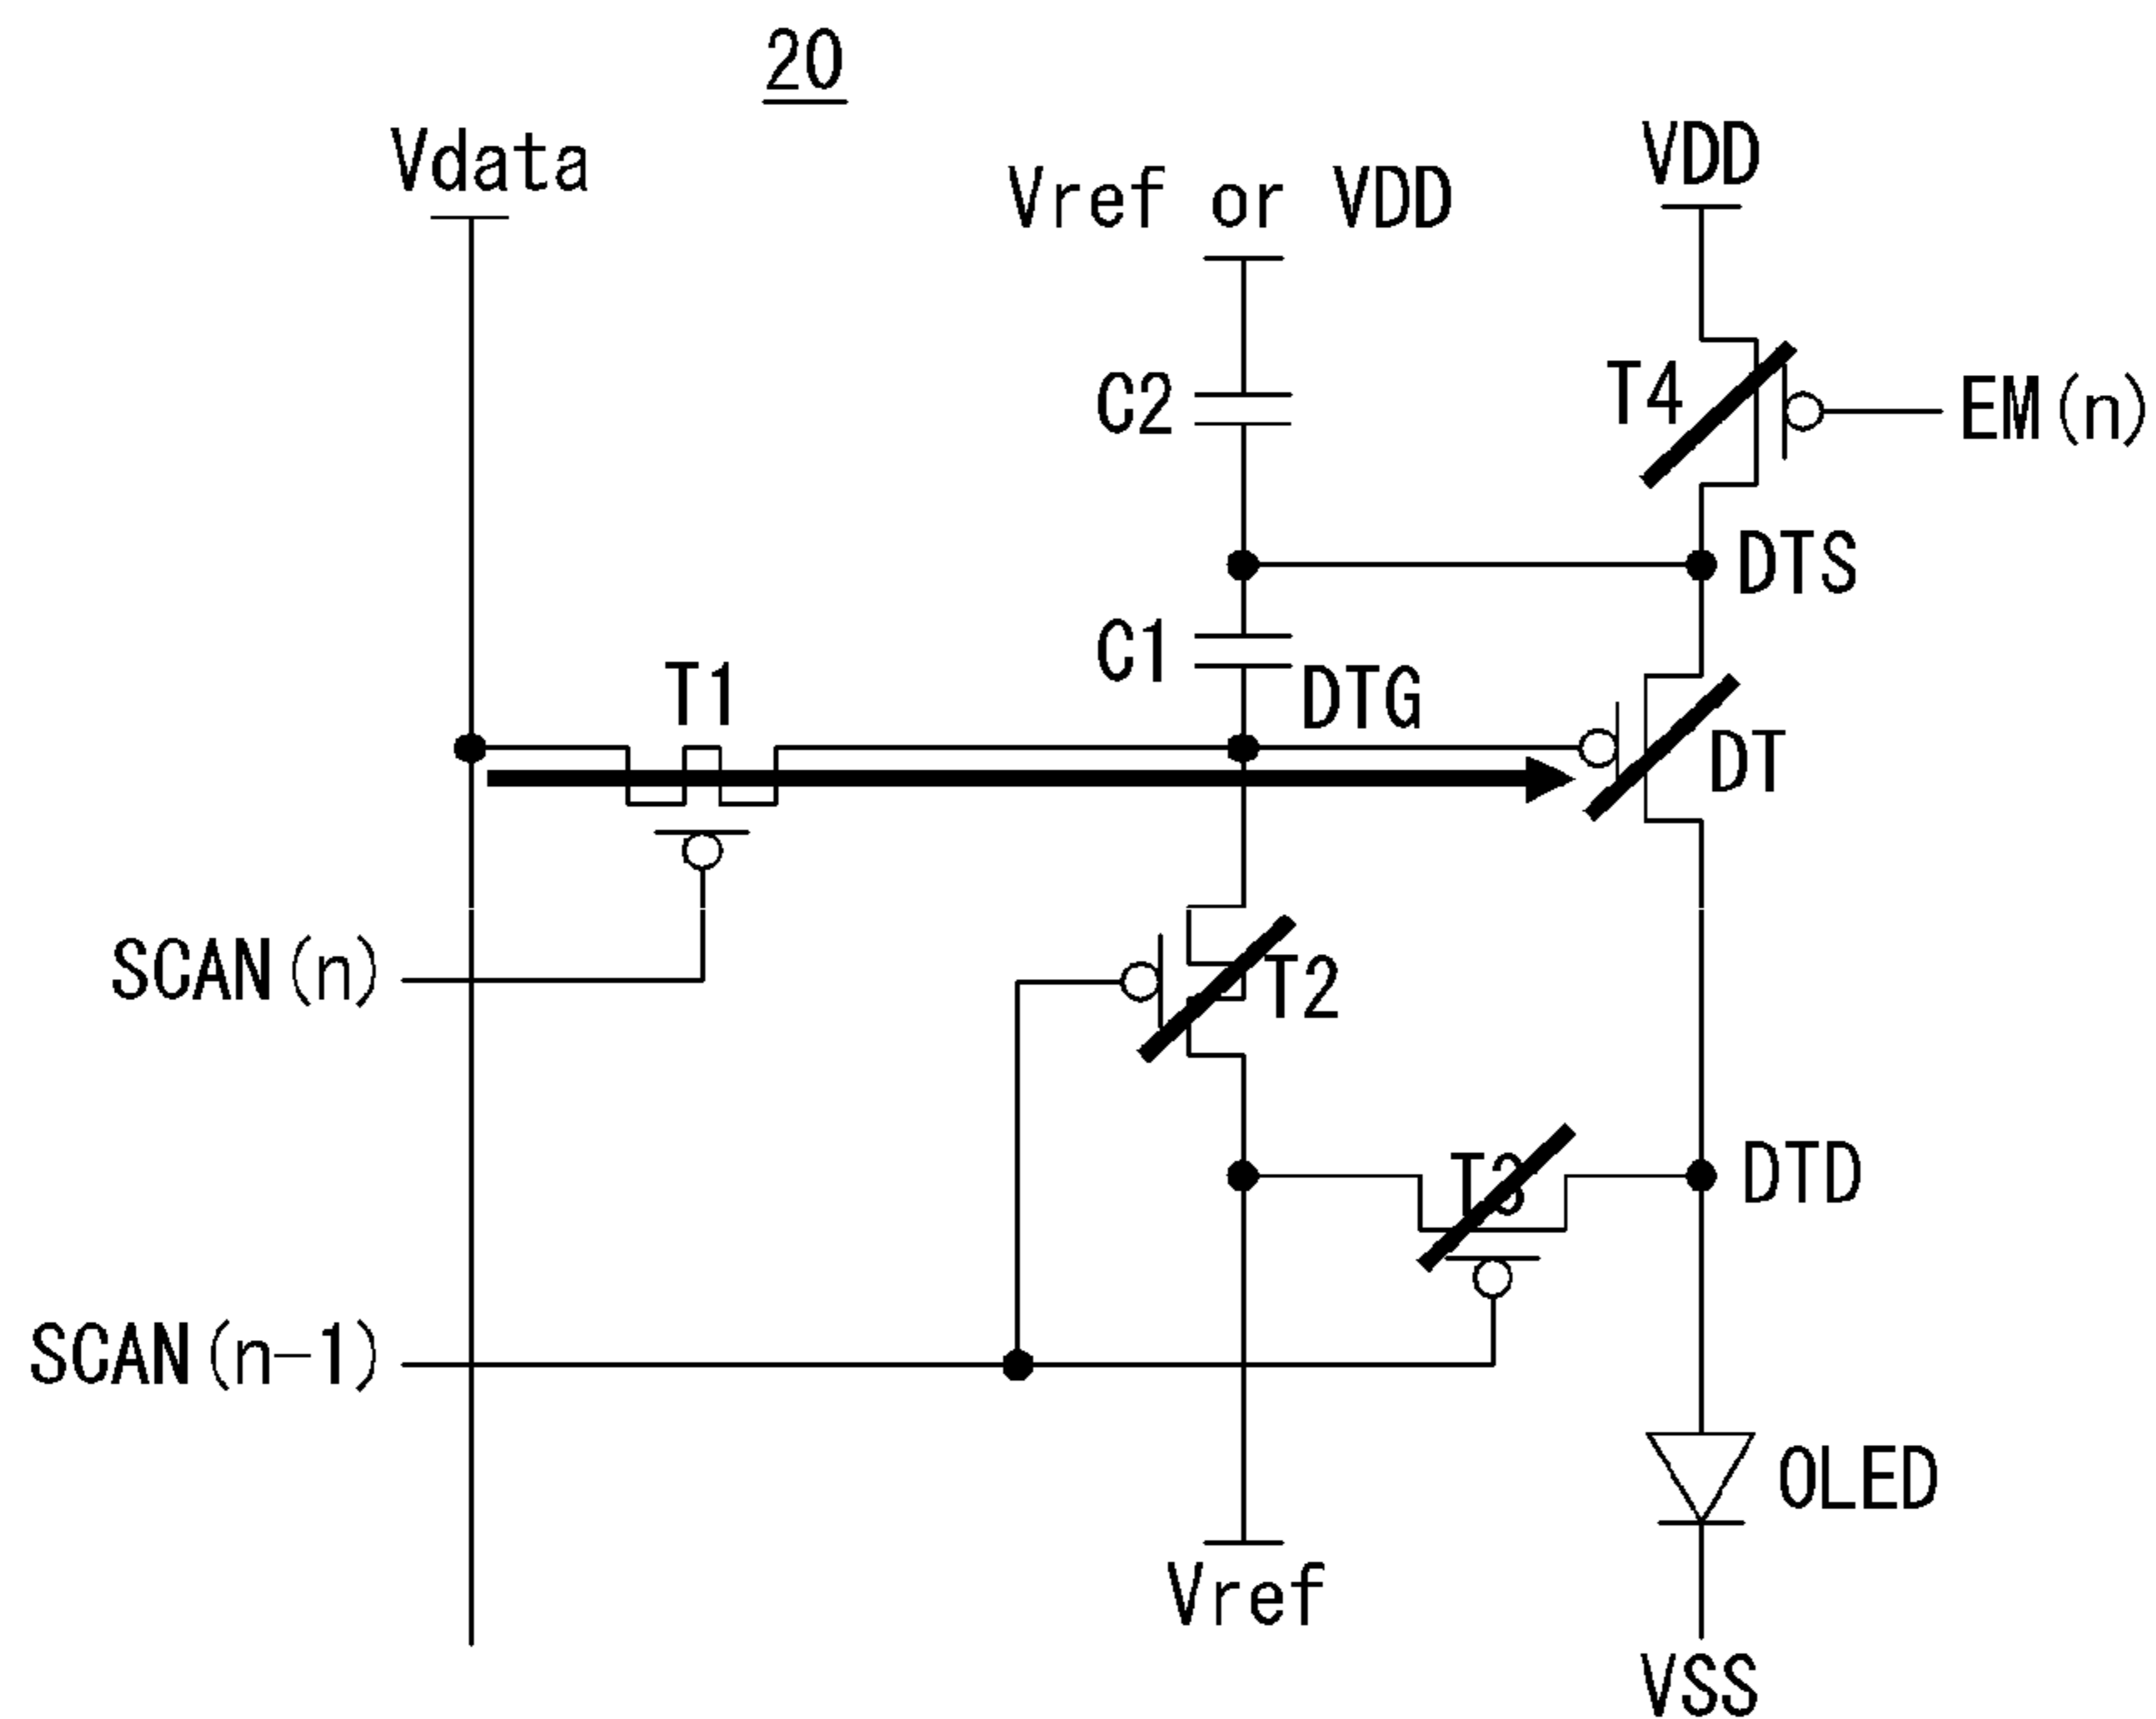 20
Vdata
VDD
Vref or VDD
T4
EM(n)
C2
DTS
C1
T1
DTG
DT
SCAN(n)
T2
T3
DTD
SCAN(n-1)
OLED
Vref
VSS